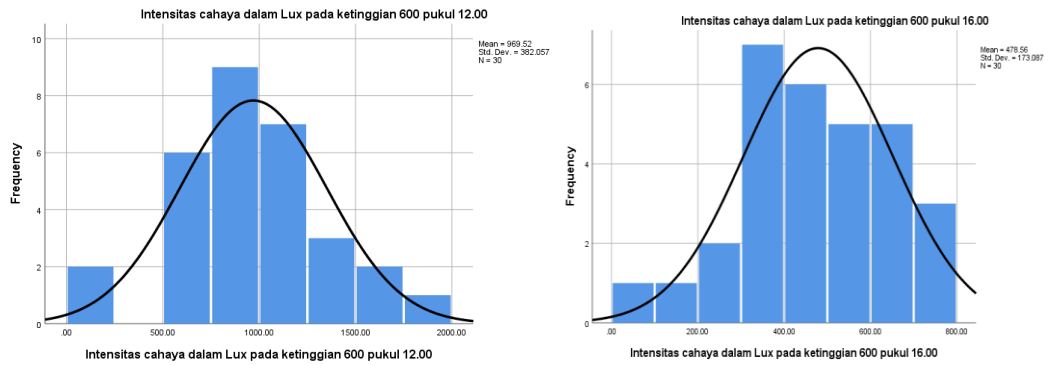 Intensitas cahaya dalam Lux pada ketinggian 600 pukul 12.00
Mean = 969.52
Std. Dev. = 382.057
N = 30
Frequency
10
8
6
4
2
0
.00
500.00
1000.00
1500.00
2000.00
Intensitas cahaya dalam Lux pada ketinggian 600 pukul 12.00
Intensitas cahaya dalam Lux pada ketinggian 600 pukul 16.00
Mean = 478.56
Std. Dev. = 173.087
N = 30
Frequency
6
4
2
0
.00
200.00
400.00
600.00
800.00
Intensitas cahaya dalam Lux pada ketinggian 600 pukul 16.00